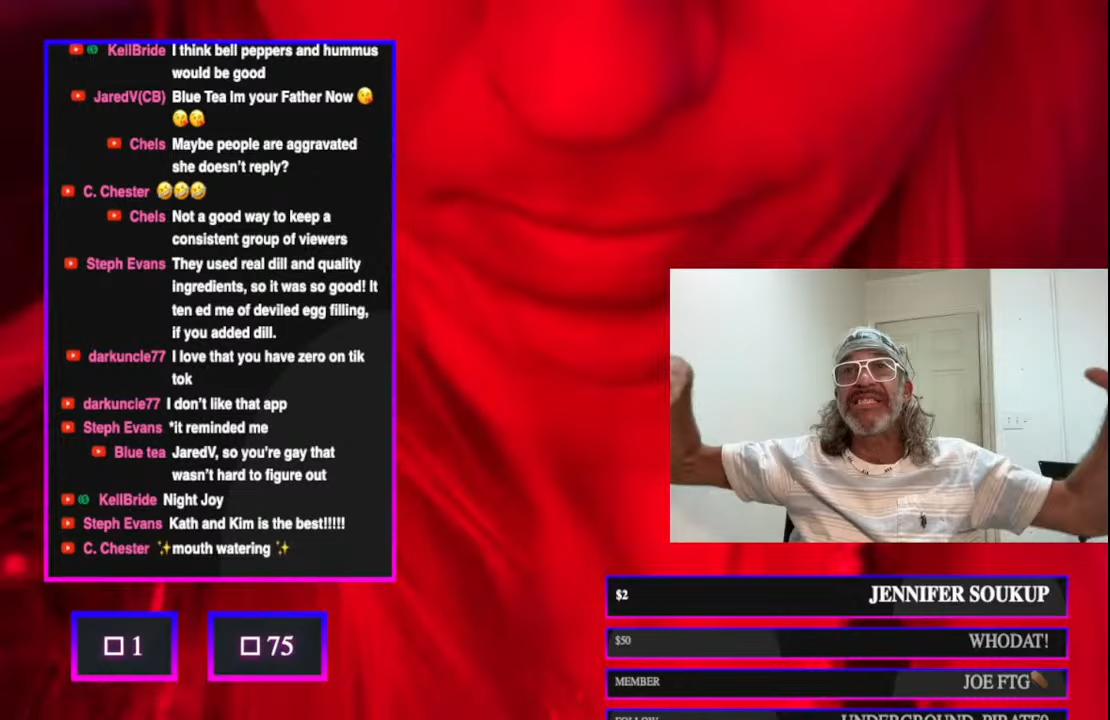 KellBride I think bell peppers and hummus
would be good
JaredV(CB) Blue Tea Im your Father Now 😘
😘😘
Chels Maybe people are aggravated
she doesn't reply?
C. Chester 🤣🤣🤣
Chels Not a good way to keep a
consistent group of viewers
Steph Evans They used real dill and quality
ingredients, so it was so good! It
ten ed me of deviled egg filling,
if you added dill.
darkuncle77 I love that you have zero on tik
tok
darkuncle77 I don't like that app
Steph Evans *it reminded me
Blue tea JaredV, so you're gay that
wasn't hard to figure out
KellBride Night Joy
Steph Evans Kath and Kim is the best!!!!!
C. Chester ✨mouth watering ✨
1
75
$2 JENNIFER SOUKUP
$50 WHODAT!
MEMBER JOE FTG⚰️
FOLLOW